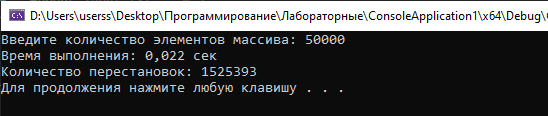 D:\Users\userss\Desktop\Программирование\Лабораторные\ConsoleApplication1\x64\Debug\
Введите количество элементов массива: 50000
Время выполнения: 0,022 сек
Количество перестановок: 1525393
Для продолжения нажмите любую клавишу . . .